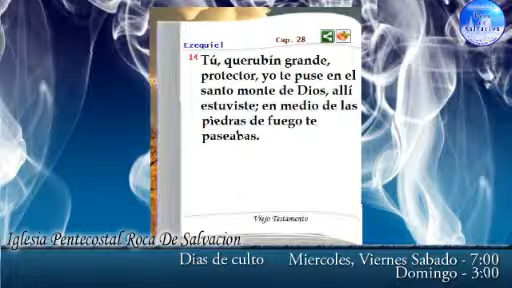 Salvacion
Cap. 28
Ezequiel
14 Tú, querubín grande,
protector, yo te puse en el
santo monte de Dios, allí
estuviste; en medio de las
piedras de fuego te
paseabas.
Viejo Testamento
Iglesia Pentecostal Roca De Salvacion
Dias de culto Miercoles, Viernes Sabado - 7:00
Domingo - 3:00